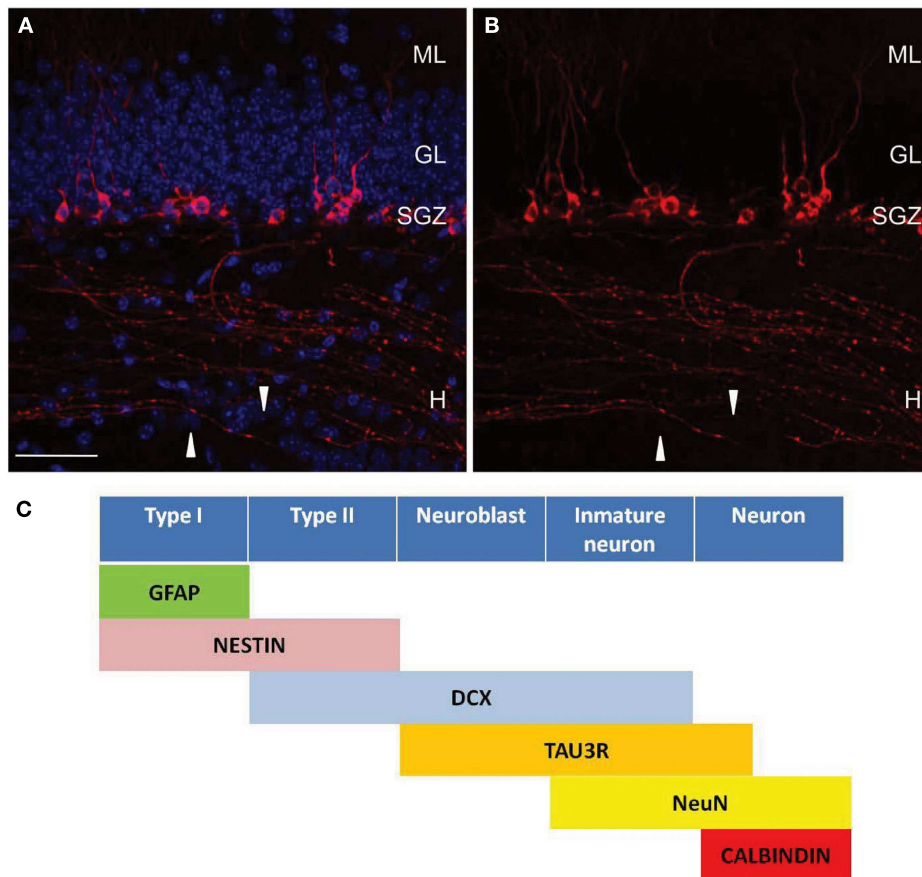 A
ML
GL
SGZ
H
B
ML
GL
SGZ
H
C
Type I
Type II
Neuroblast
Inmature
neuron
Neuron
GFAP
NESTIN
DCX
TAU3R
NeuN
CALBINDIN